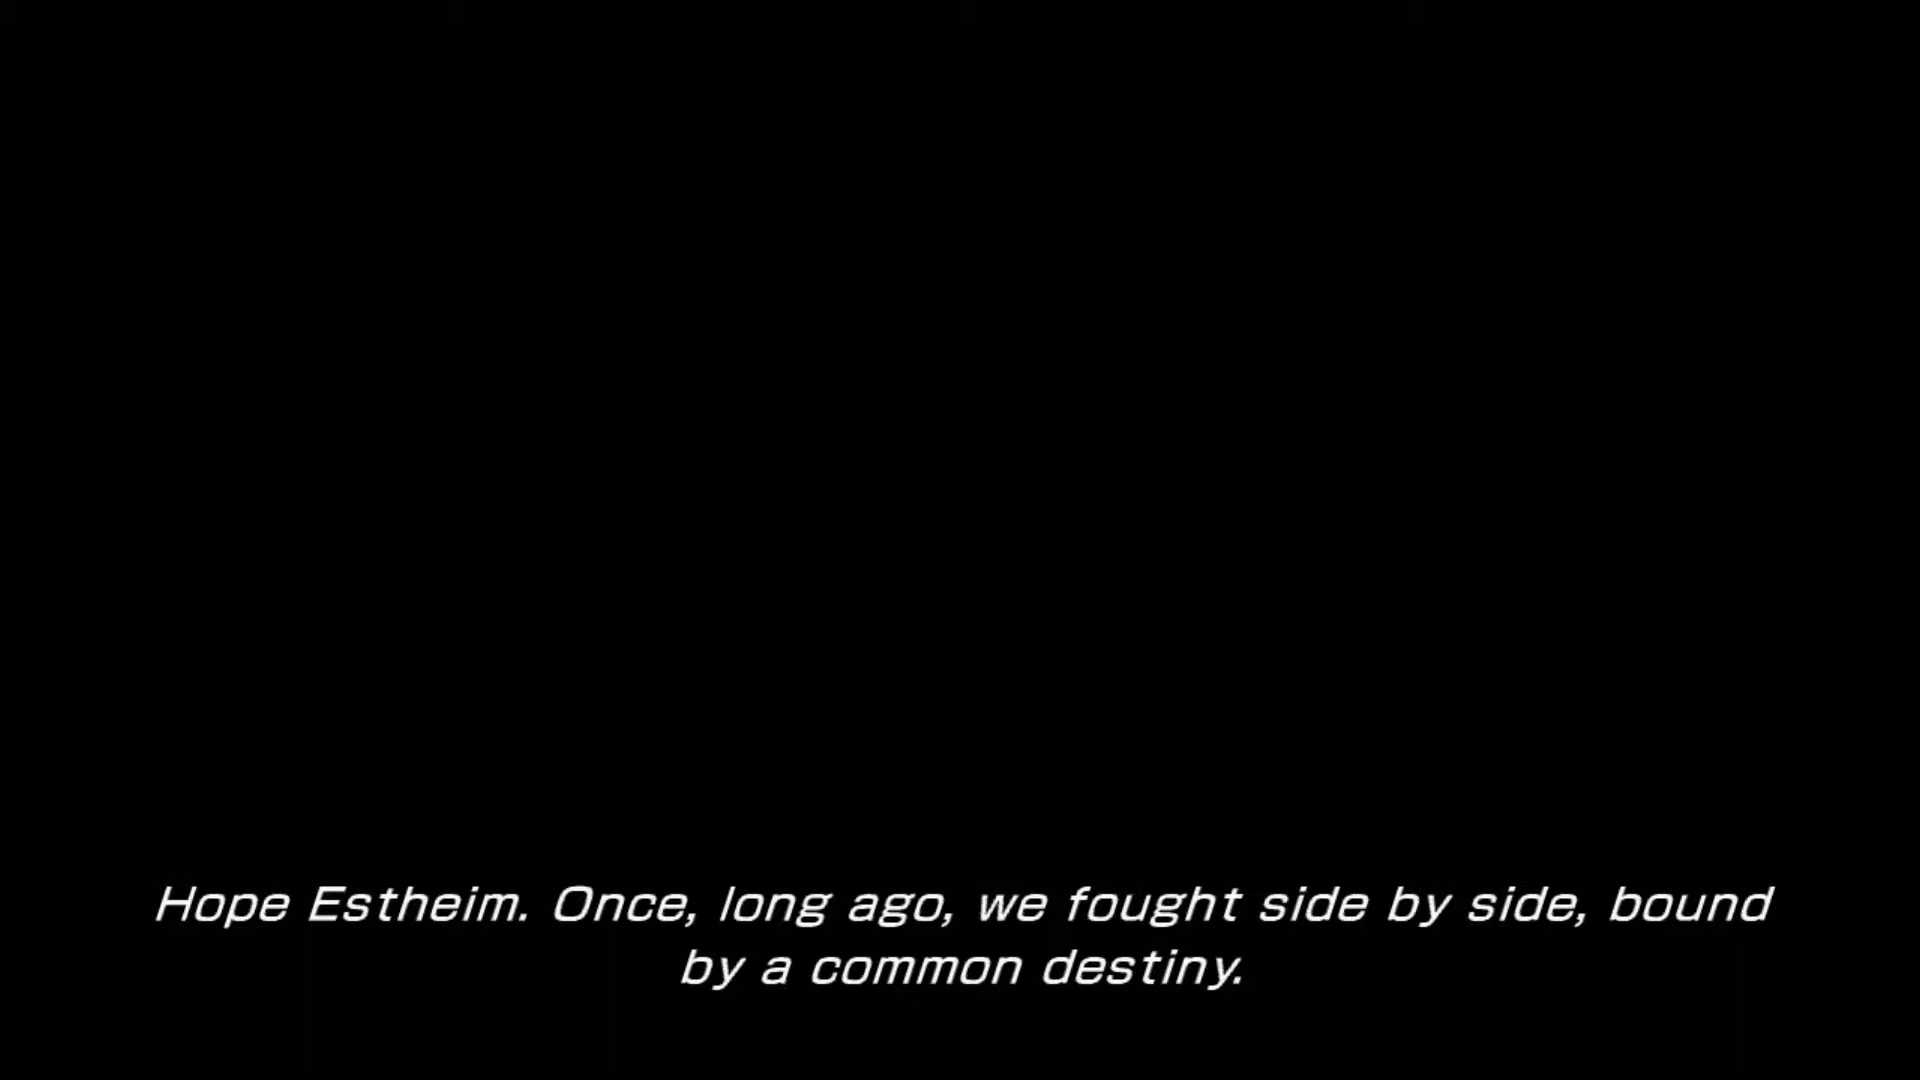 Hope Estheim. Once, long ago, we fought side by side, bound
by a common destiny.